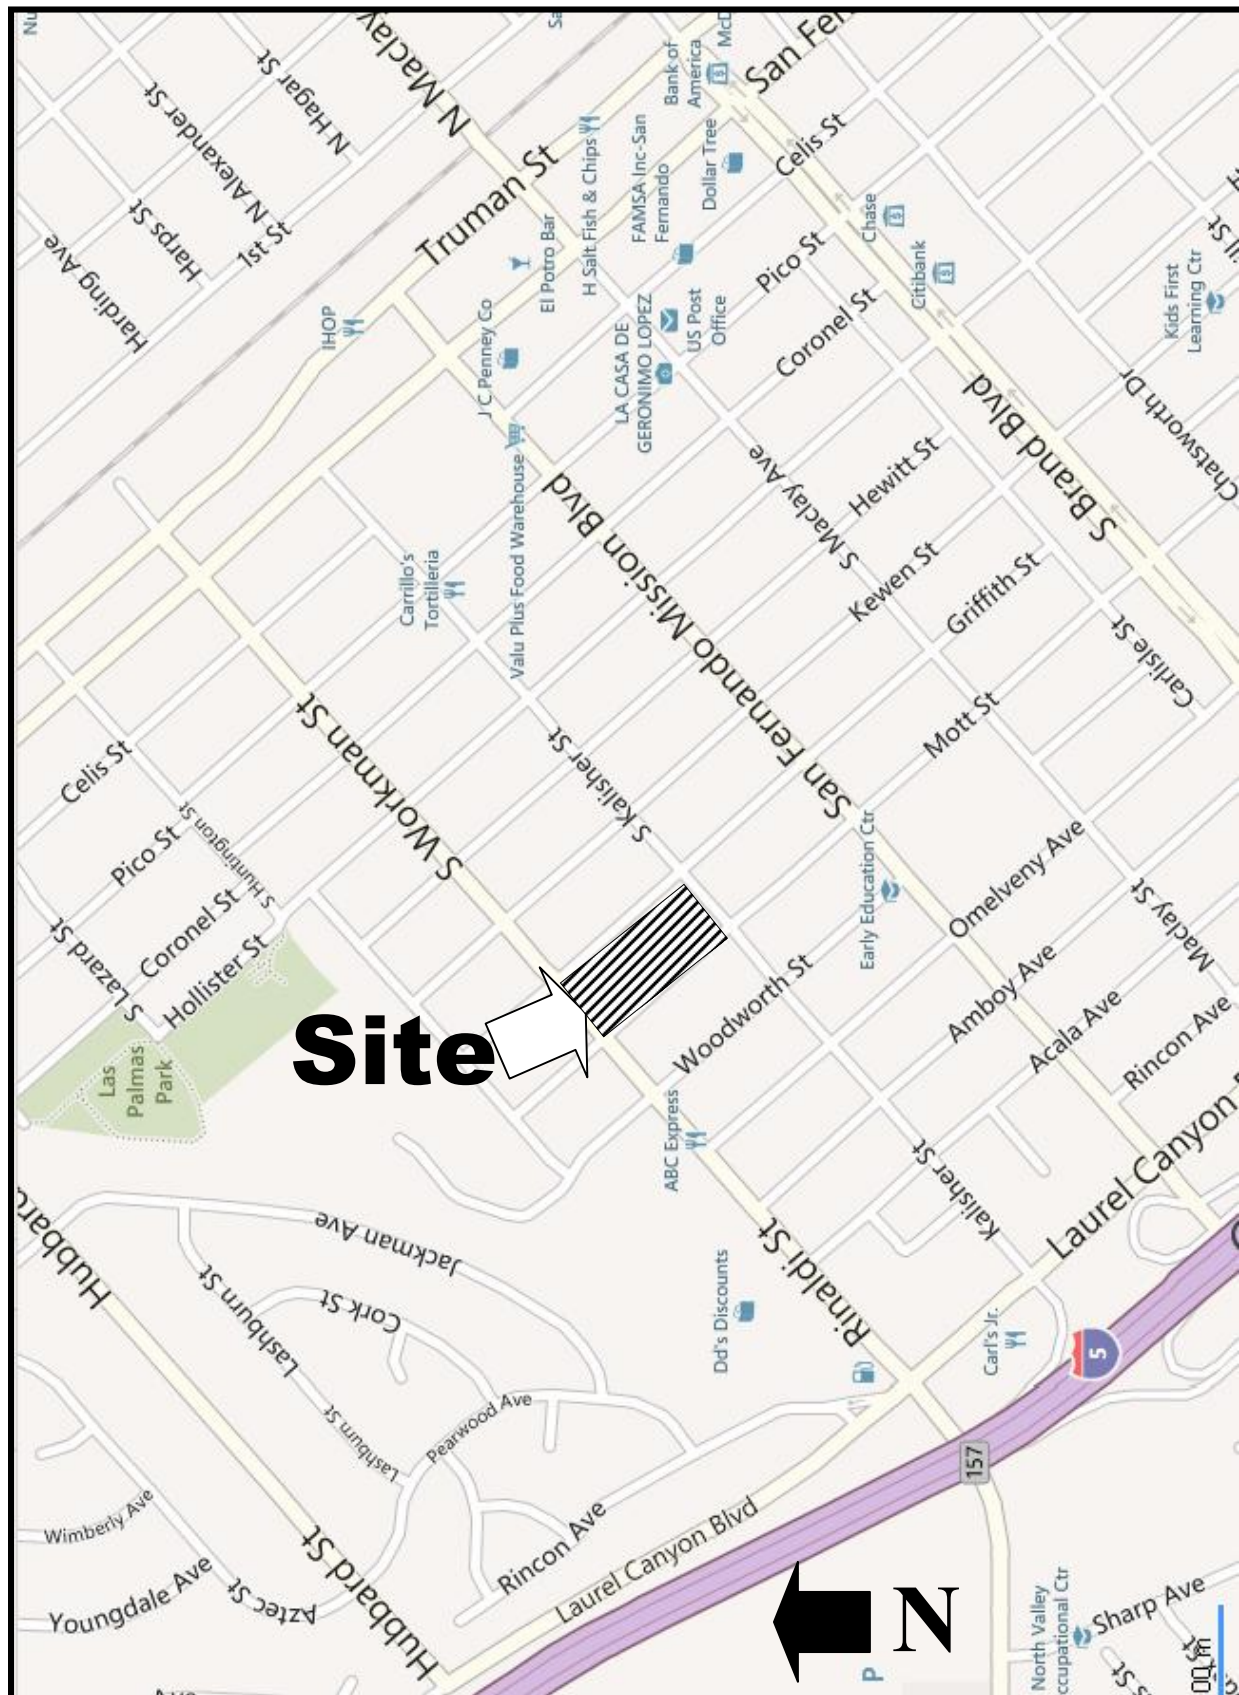 Nu
N Hagar St
N Alexander St
Harps St
1st St
Harding Ave
N Maclay
Truman St
IHOP
El Potro Bar
H Salt Fish & Chips
J C Penney Co
Bank of
America
McD
San Fer
FAMSA Inc-San
Fernando
Dollar Tree
Celis St
Chase
Citibank
Pico St
Coronel St
US Post
Office
LA CASA DE
GERONIMO LOPEZ
Kids First
Learning Ctr
Chatsworth Dr
Chatsworth
S Brand Blvd
S Maclay Ave
S Maclay St
Hewitt St
Kewen St
Griffith St
Carlisle St
Valu Plus Food Warehouse
Carrillo's
Tortilleria
San Fernando Mission Blvd
S Workman St
S Kalisher St
Mott St
Celis St
Pico St
S Huntington St
Coronel St
Hollister St
S Lazard St
S Lazard St
Las
Palmas
Park
Site
Early Education Ctr
Omelveny Ave
Maclay St
Woodworth St
Amboy Ave
Acala Ave
Rincon Ave
ABC Express
Kalisher St
Laurel Canyon
Rinaldi St
Hubbard
Jackman Ave
Cork St
Lashburn St
Lashburn St
Pearwood Ave
Dd's Discounts
Carl's Jr.
5
157
Wimberly Ave
Youngdale Ave
Aztec St
Hubbard St
Rincon Ave
Laurel Canyon Blvd
N
P
North Valley
ccupational Ctr
Sharp Ave
00 m